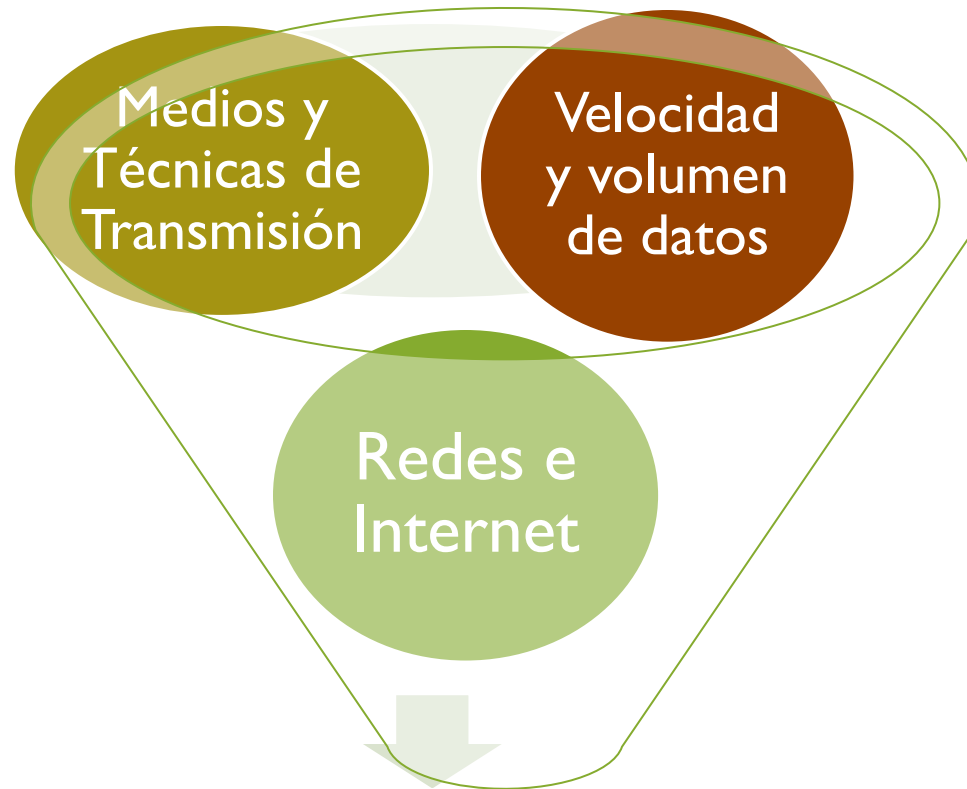 Medios y
Técnicas de
Transmisión
Velocidad
y volumen
de datos
Redes e
Internet